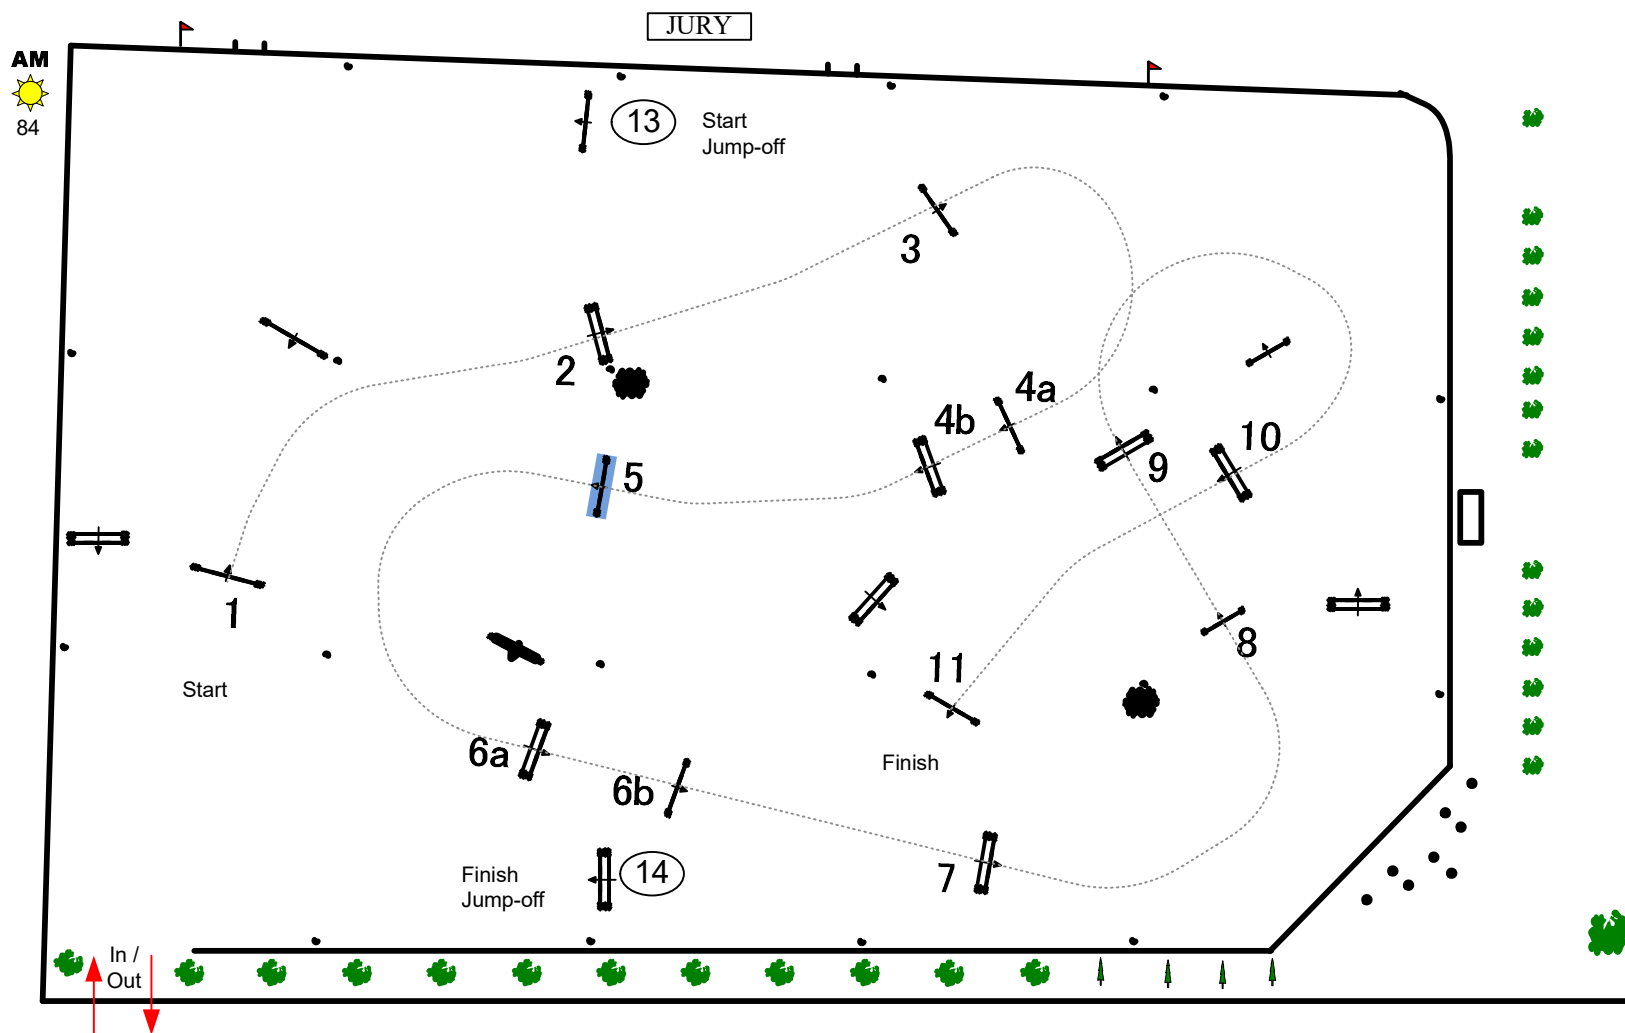 JURY
AM
84
13
Start
Jump-off
3
2
4a
4b
10
5
9
1
8
11
Start
6a
6b
Finish
7
14
Finish
Jump-off
In /
Out